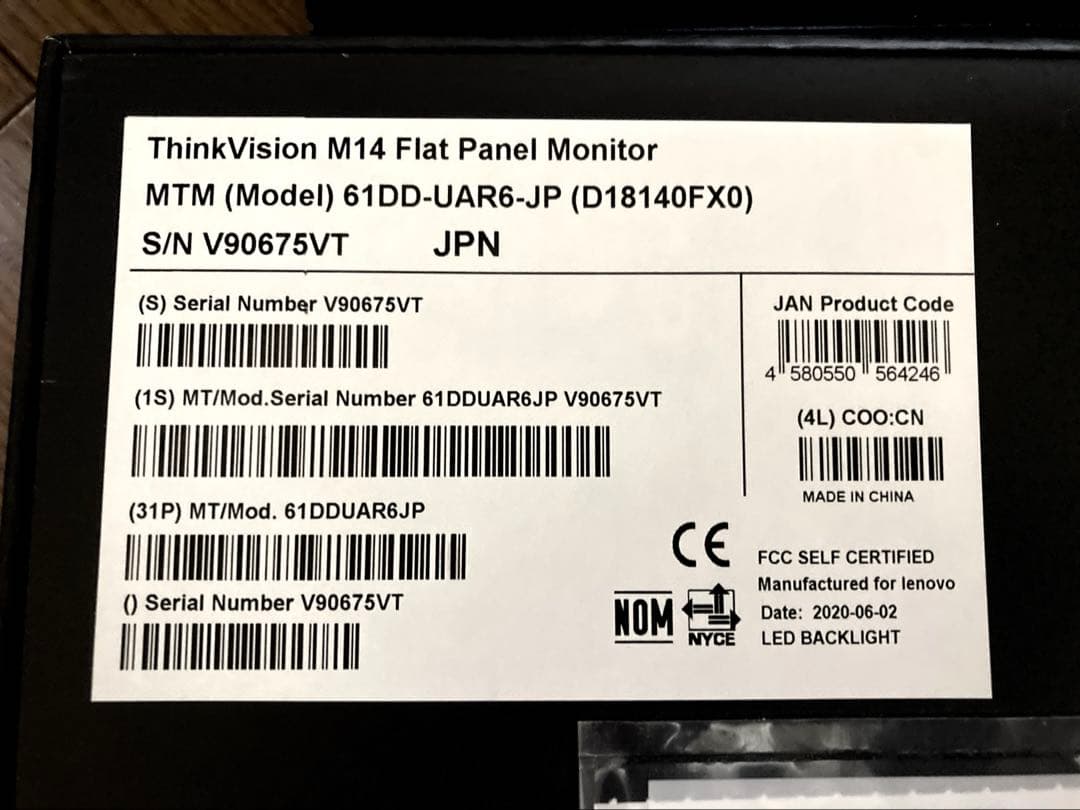 ThinkVision M14 Flat Panel Monitor
MTM (Model) 61DD-UAR6-JP (D18140FX0)
S/N V90675VT JPN
(S) Serial Number V90675VT
(1S) MT/Mod.Serial Number 61DDUAR6JP V90675VT
(31P) MT/Mod. 61DDUAR6JP
() Serial Number V90675VT
JAN Product Code
4 580550 564246
(4L) COO:CN
MADE IN CHINA
CE
FCC SELF CERTIFIED
Manufactured for lenovo
Date: 2020-06-02
LED BACKLIGHT
NOM
NYCE